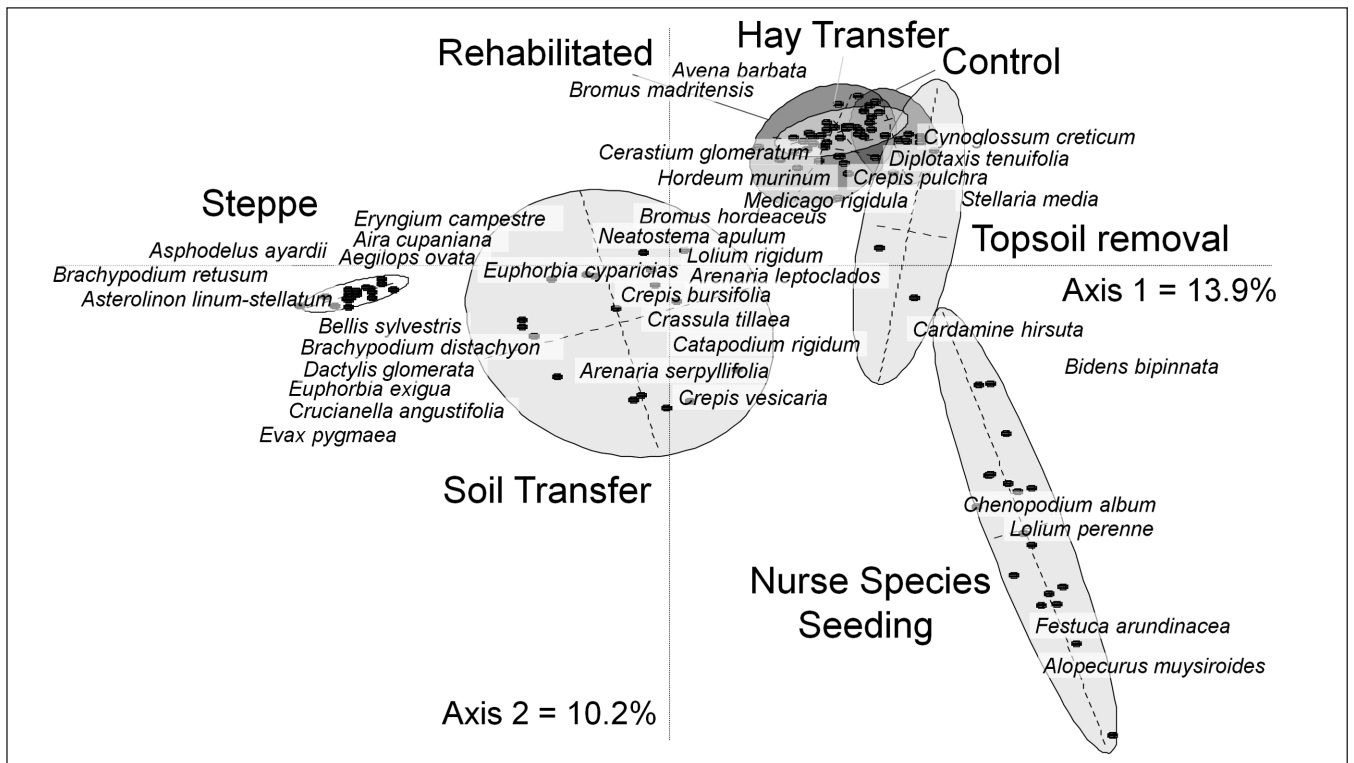 Hay Transfer
Rehabilitated
Control
Avena barbata
Bromus madritensis
Cynoglossum creticum
Cerastium glomeratum
Diplotaxis tenuifolia
Hordeum murinum
Crepis pulchra
Medicago rigidula
Stellaria media
Steppe
Eryngium campestre
Bromus hordeaceus
Topsoil removal
Aira cupaniana
Neatostema apulum
Asphodelus ayardii
Aegilops ovata
Lolium rigidum
Brachypodium retusum
Euphorbia cyparicias
Arenaria leptoclados
Axis 1 = 13.9%
Asterolinon linum-stellatum
Crepis bursifolia
Bellis sylvestris
Crassula tillaea
Cardamine hirsuta
Brachypodium distachyon
Catapodium rigidum
Dactylis glomerata
Arenaria serpyllifolia
Bidens bipinnata
Euphorbia exigua
Crepis vesicaria
Crucianella angustifolia
Evax pygmaea
Soil Transfer
Chenopodium album
Lolium perenne
Nurse Species
Seeding
Festuca arundinacea
Alopecurus muysiroides
Axis 2 = 10.2%